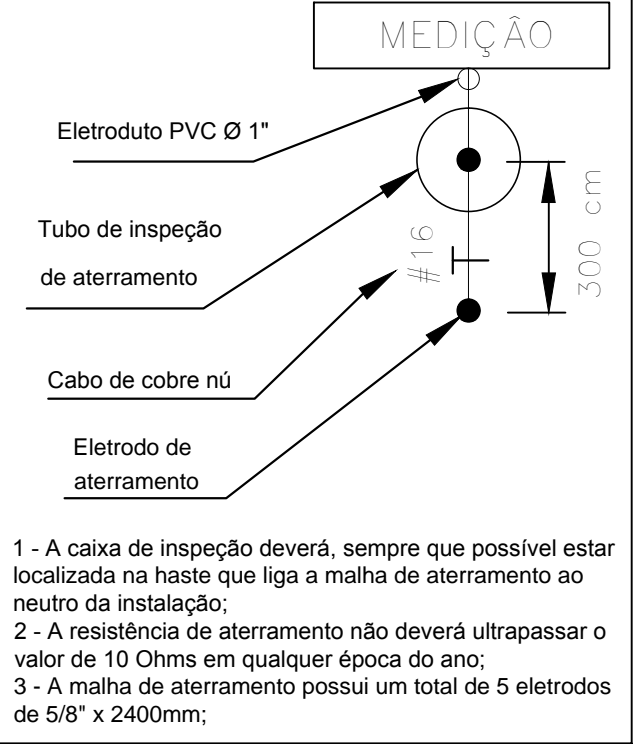 MEDIÇÂO
Eletroduto PVC Ø 1"
Tubo de inspeção
de aterramento
#16
300 cm
Cabo de cobre nú
Eletrodo de
aterramento
1 - A caixa de inspeção deverá, sempre que possível estar
localizada na haste que liga a malha de aterramento ao
neutro da instalação;
2 - A resistência de aterramento não deverá ultrapassar o
valor de 10 Ohms em qualquer época do ano;
3 - A malha de aterramento possui um total de 5 eletrodos
de 5/8" x 2400mm;